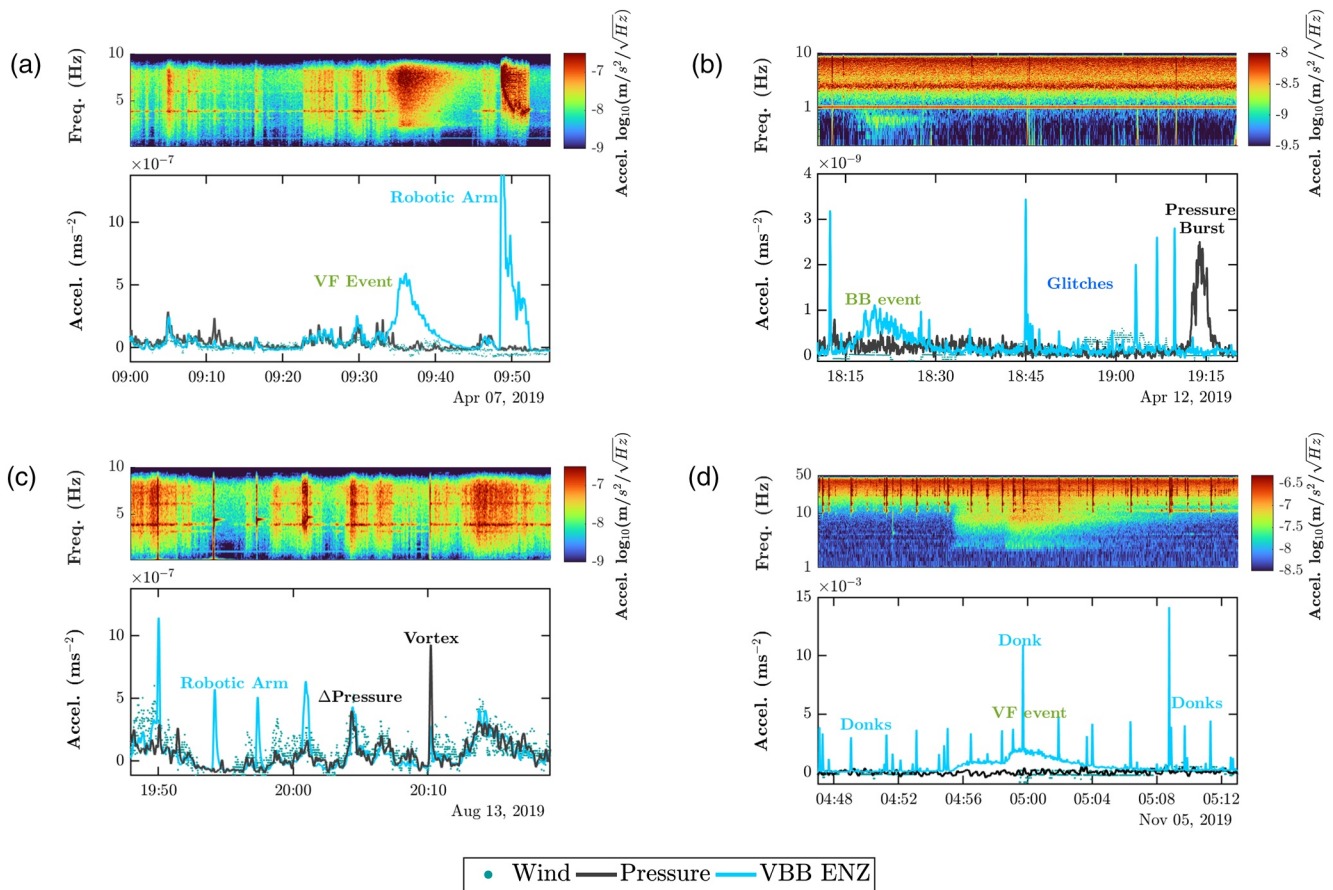 (a)
10
5
Freq. (Hz)
-7
-8
-9
Accel. log10(m/s²/√Hz)
×10⁻⁷
10
5
0
Accel. (ms⁻²)
Robotic Arm
VF Event
09:00 09:10 09:20 09:30 09:40 09:50
Apr 07, 2019
(b)
10
1
Freq. (Hz)
-8
-8.5
-9
-9.5
Accel. log10(m/s²/√Hz)
×10⁻⁹
4
3
2
1
0
Accel. (ms⁻²)
Pressure
Burst
Glitches
BB event
18:15 18:30 18:45 19:00 19:15
Apr 12, 2019
(c)
10
5
Freq. (Hz)
-7
-8
-9
Accel. log10(m/s²/√Hz)
×10⁻⁷
10
5
0
Accel. (ms⁻²)
Vortex
Robotic Arm
ΔPressure
19:50 20:00 20:10
Aug 13, 2019
(d)
50
10
1
Freq. (Hz)
-6.5
-7
-7.5
-8
-8.5
Accel. log10(m/s²/√Hz)
×10⁻³
15
10
5
0
Accel. (ms⁻²)
Donk
VF event
Donks
Donks
04:48 04:52 04:56 05:00 05:04 05:08 05:12
Nov 05, 2019
Wind Pressure VBB ENZ